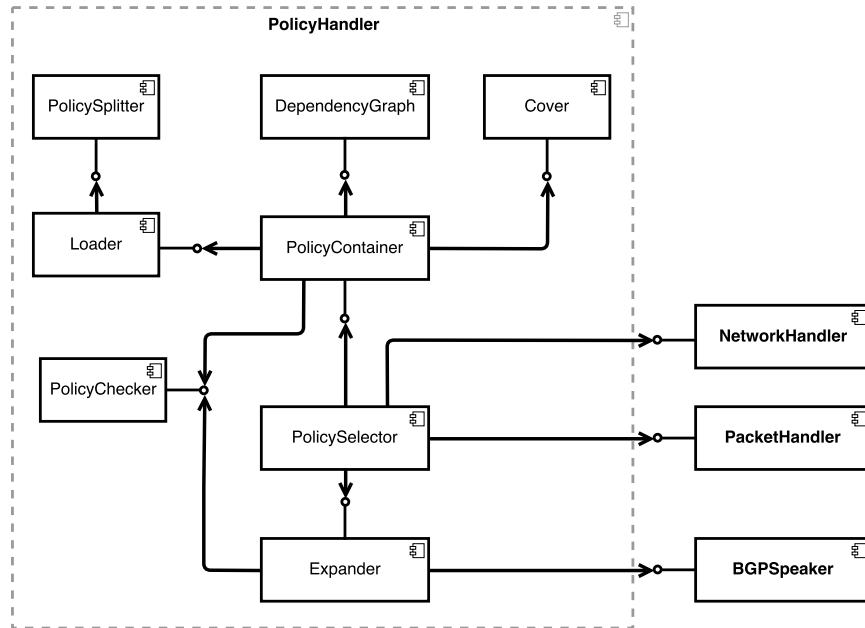 PolicyHandler
PolicySplitter
DependencyGraph
Cover
Loader
PolicyContainer
NetworkHandler
PolicyChecker
PolicySelector
PacketHandler
Expander
BGPSpeaker